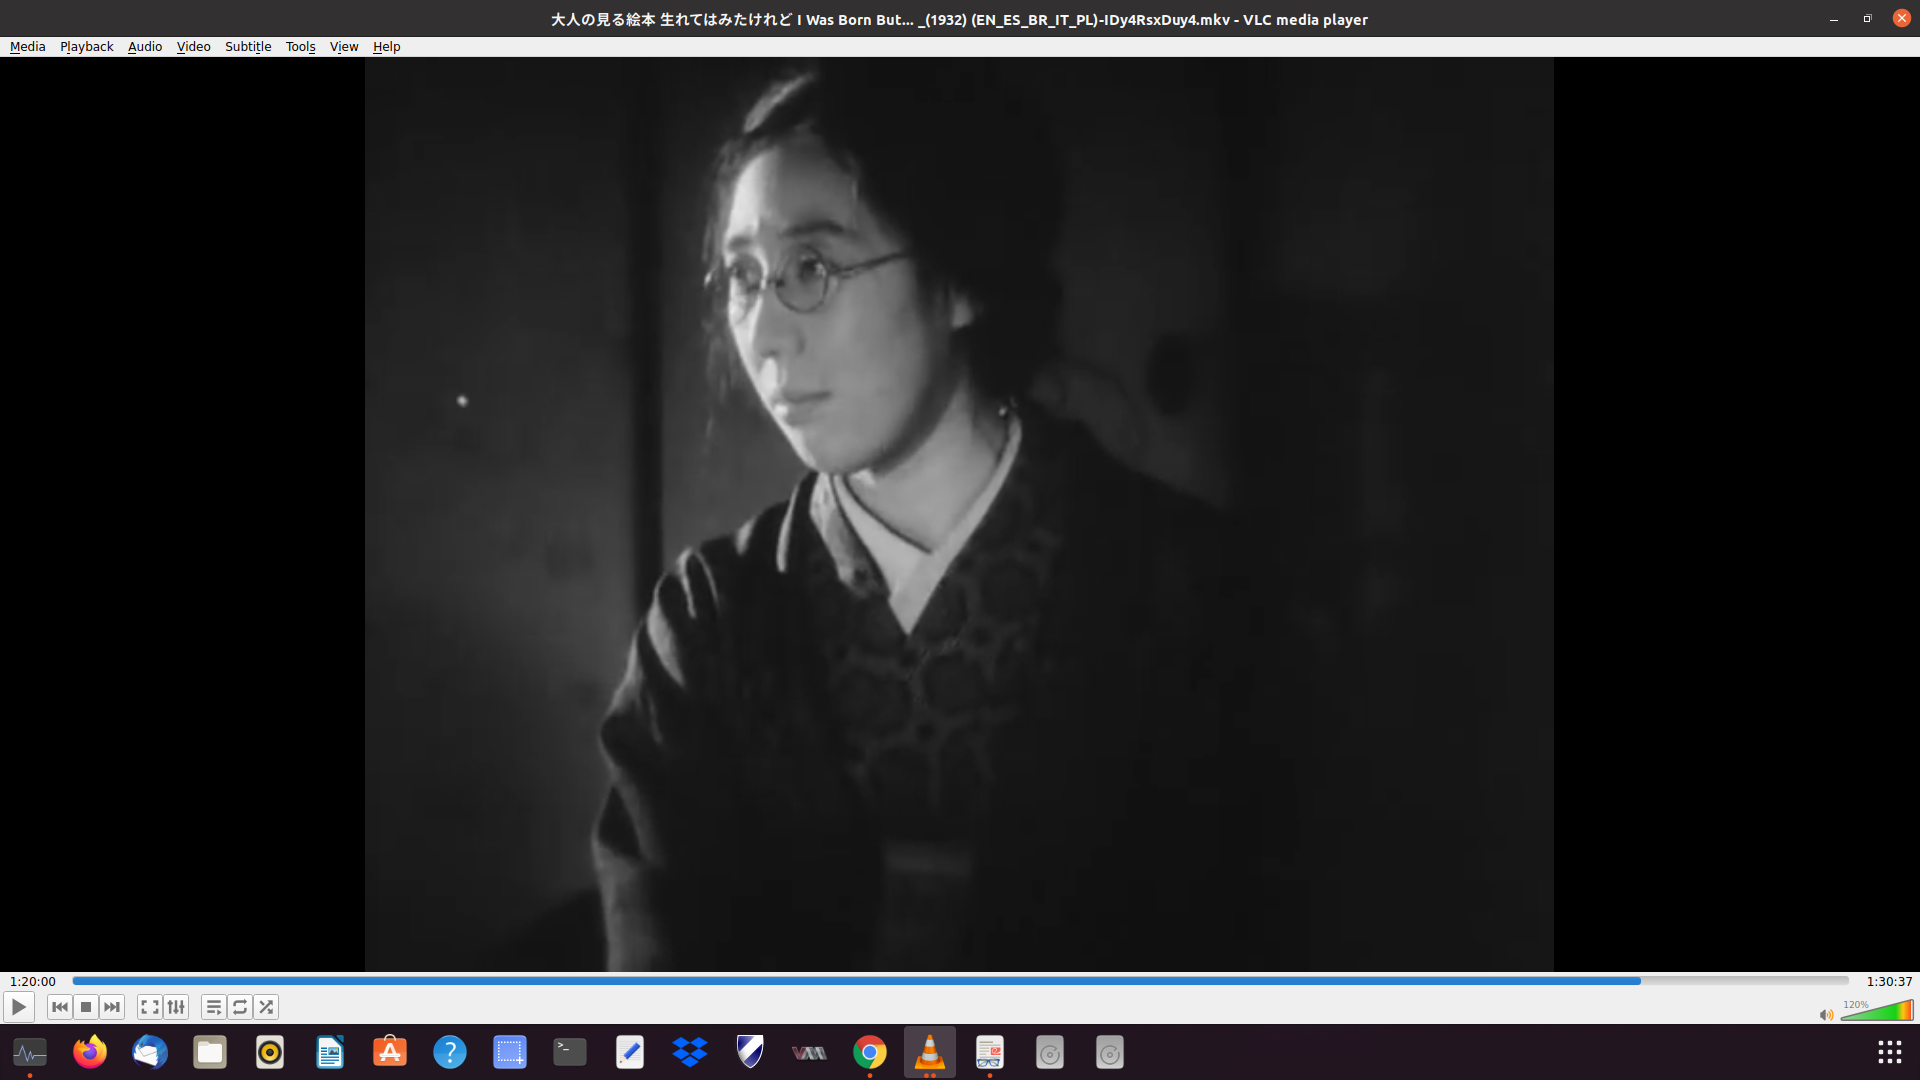 大人の見る絵本 生れてはみたけれど I Was Born But... _(1932) (EN_ES_BR_IT_PL)-IDy4RsxDuy4.mkv - VLC media player
Media Playback Audio Video Subtitle Tools View Help
1:20:00 1:30:37
120%